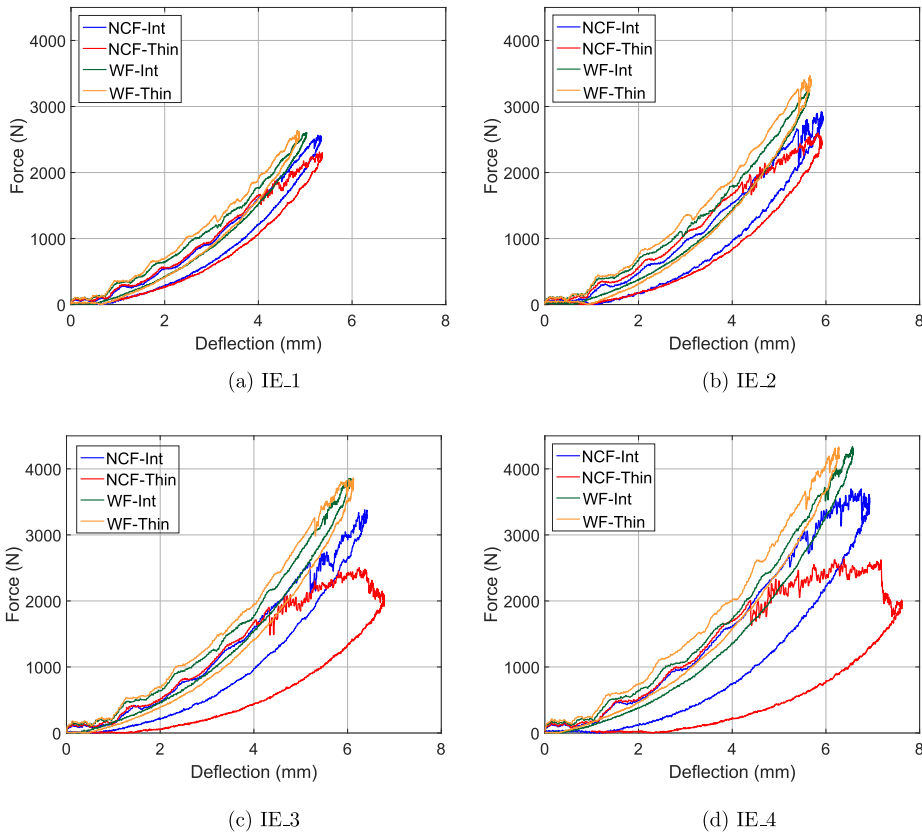 NCF-Int
NCF-Thin
WF-Int
WF-Thin
Force (N)
4000
3000
2000
1000
0
0 2 4 6 8
Deflection (mm)
(a) IE_1
NCF-Int
NCF-Thin
WF-Int
WF-Thin
Force (N)
4000
3000
2000
1000
0
0 2 4 6 8
Deflection (mm)
(b) IE_2
NCF-Int
NCF-Thin
WF-Int
WF-Thin
Force (N)
4000
3000
2000
1000
0
0 2 4 6 8
Deflection (mm)
(c) IE_3
NCF-Int
NCF-Thin
WF-Int
WF-Thin
Force (N)
4000
3000
2000
1000
0
0 2 4 6 8
Deflection (mm)
(d) IE_4